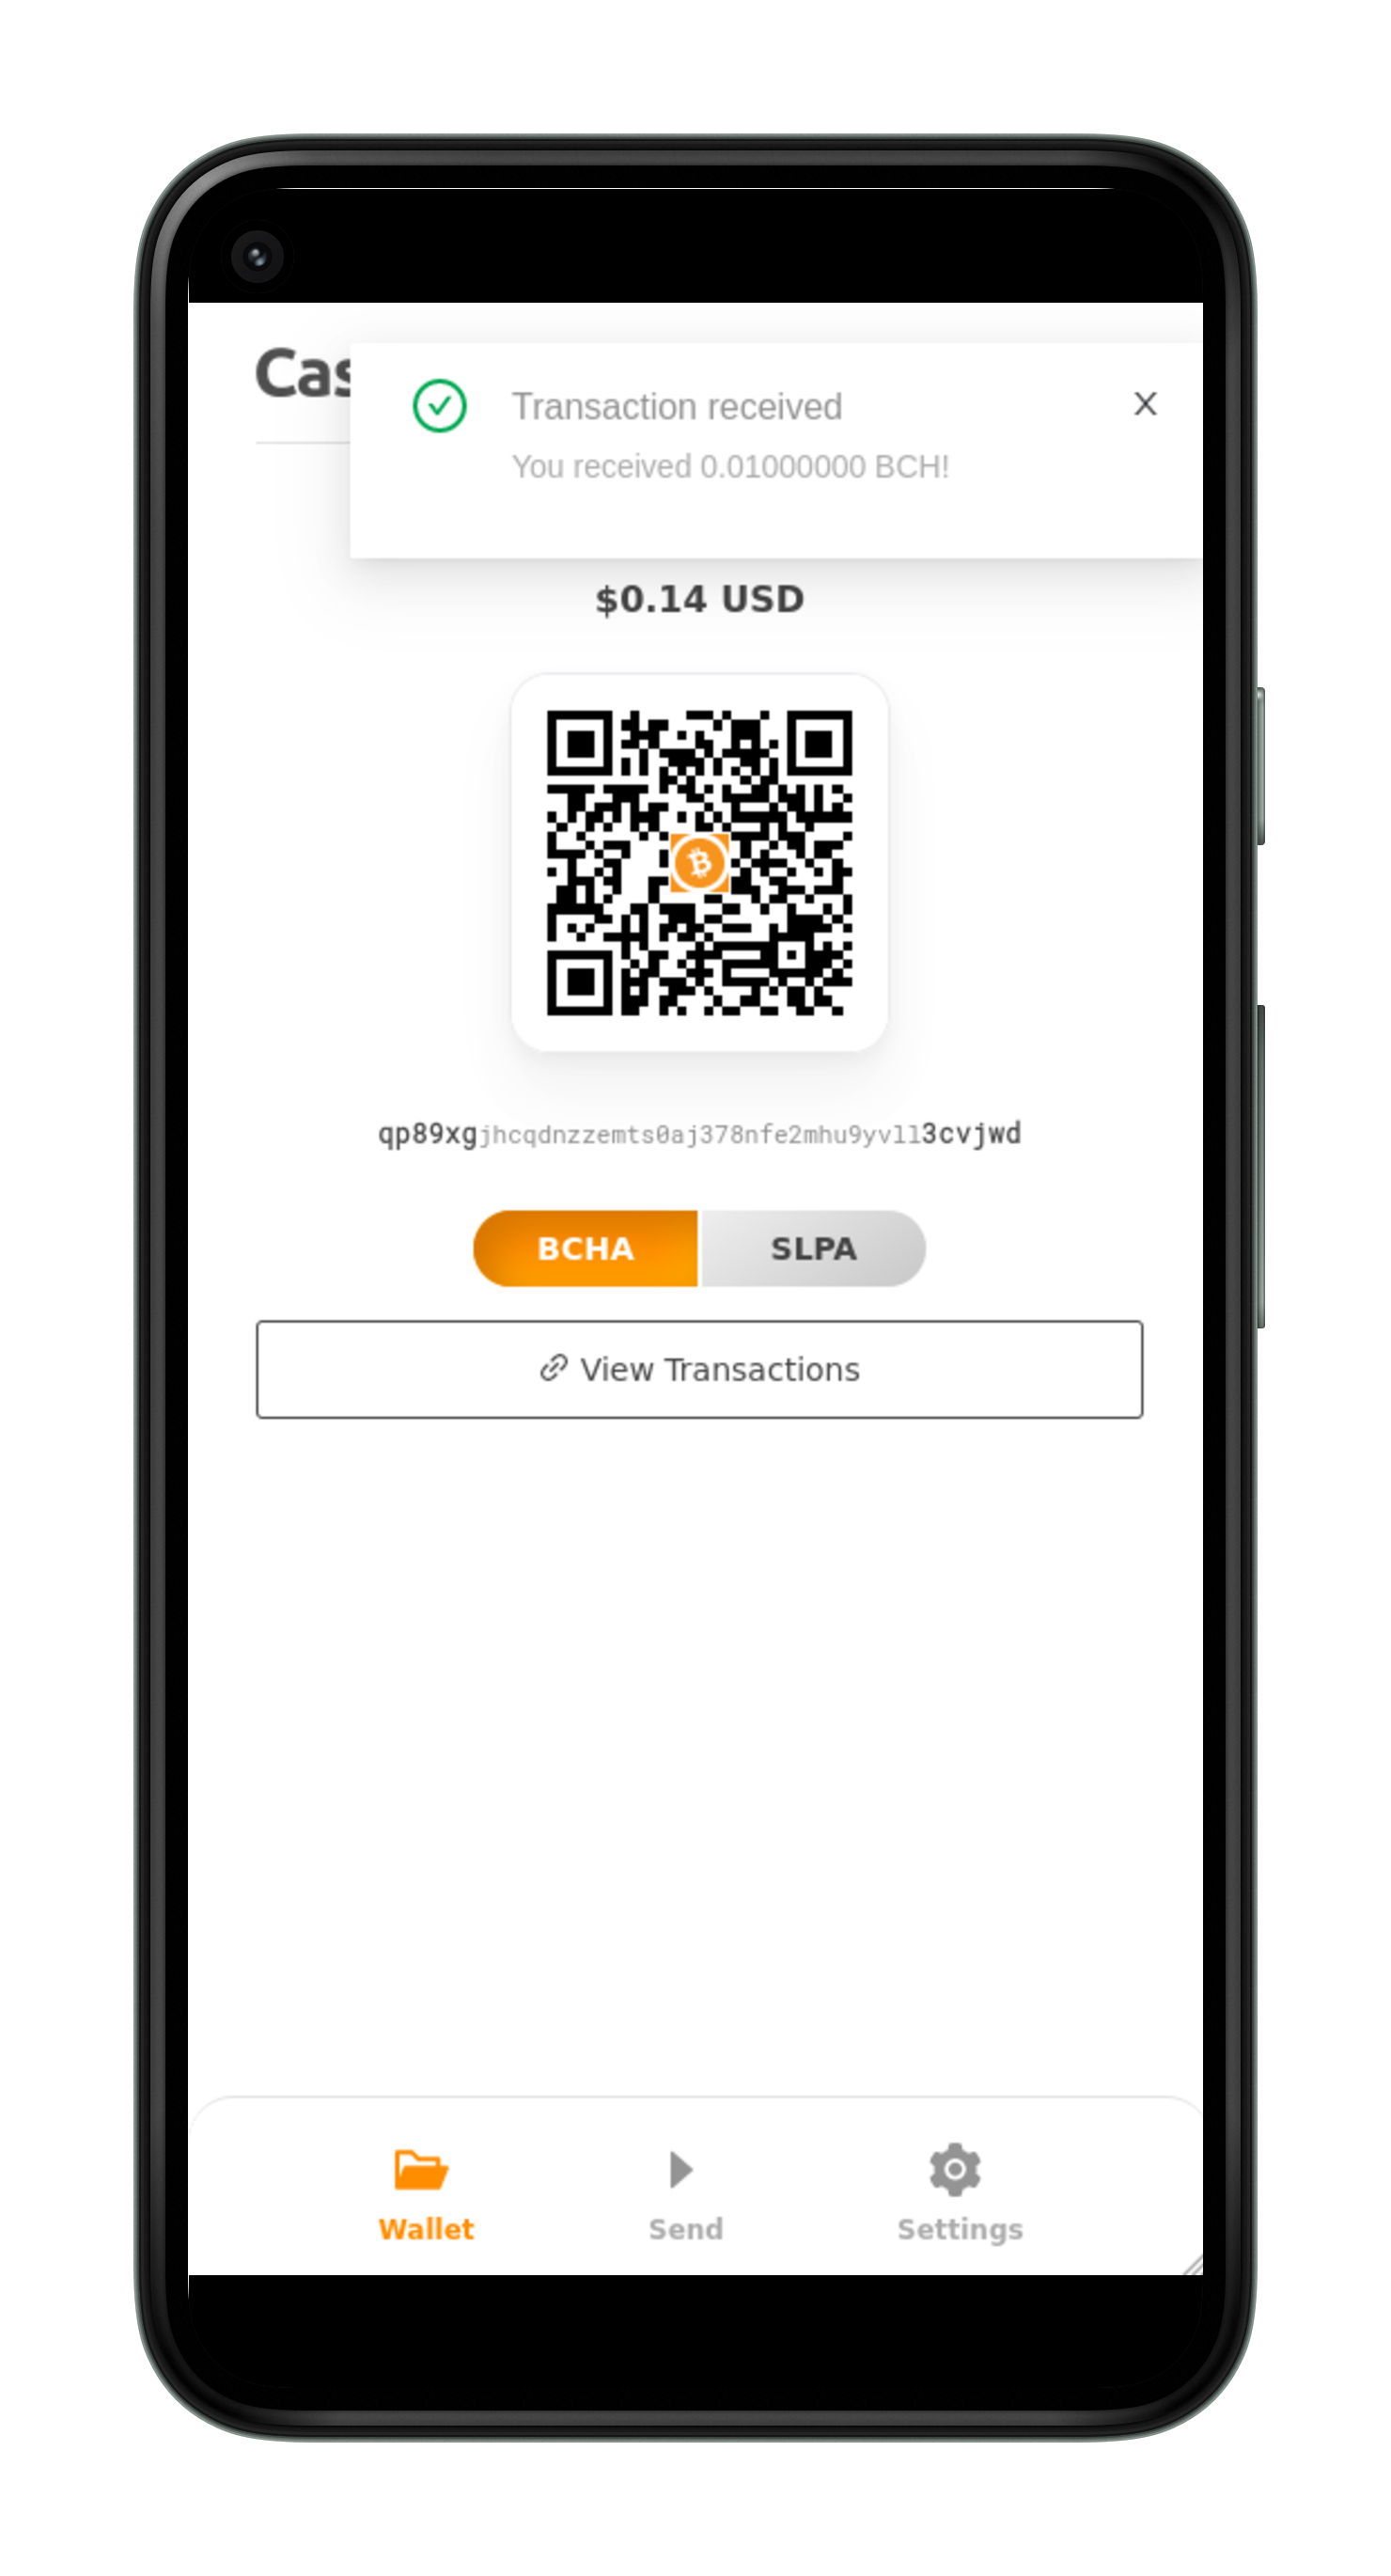 Cas
Transaction received
You received 0.01000000 BCH!
$0.14 USD
qp89xgjhcqdnzzemts0aj378nfe2mhu9yvll3cvjwd
BCHA SLPA
View Transactions
Wallet Send Settings